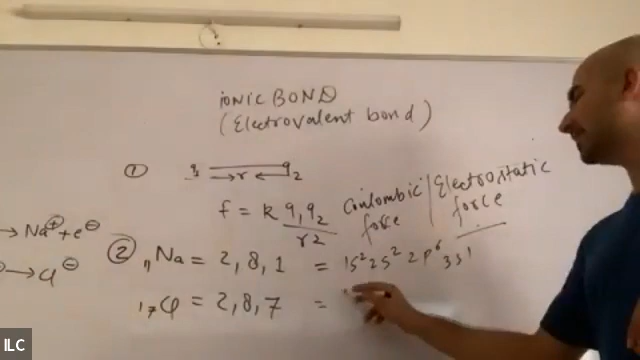 ionic BOND
(Electrovalent bond)
① q q₂
→r←
f = K q₁q₂/r2 Coulombic force | Electrostatic force
→ Na⊕ + e⊖
② ₁₁Na = 2, 8, 1 = 1s² 2s² 2p⁶ 3s¹
→ Cl⊖
₁₇Cl = 2, 8, 7 =
ILC